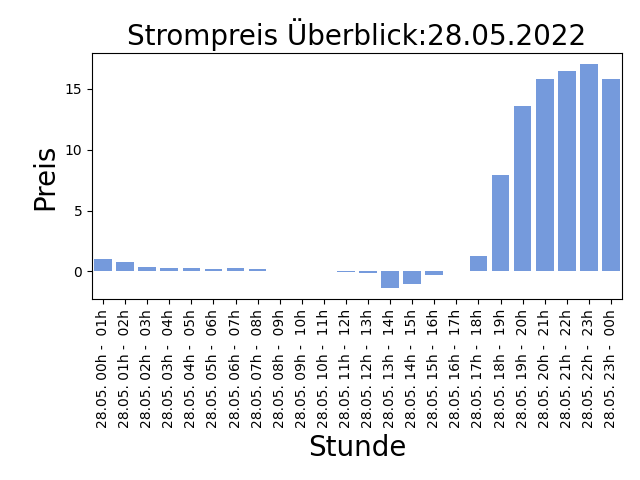 Strompreis Überblick:28.05.2022
Preis
15
10
5
0
28.05. 00h - 01h
28.05. 01h - 02h
28.05. 02h - 03h
28.05. 03h - 04h
28.05. 04h - 05h
28.05. 05h - 06h
28.05. 06h - 07h
28.05. 07h - 08h
28.05. 08h - 09h
28.05. 09h - 10h
28.05. 10h - 11h
28.05. 11h - 12h
28.05. 12h - 13h
28.05. 13h - 14h
28.05. 14h - 15h
28.05. 15h - 16h
28.05. 16h - 17h
28.05. 17h - 18h
28.05. 18h - 19h
28.05. 19h - 20h
28.05. 20h - 21h
28.05. 21h - 22h
28.05. 22h - 23h
28.05. 23h - 00h
Stunde